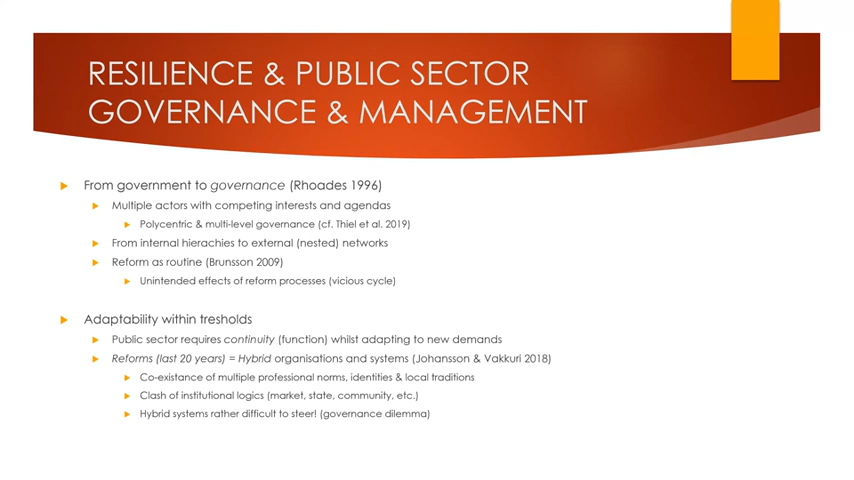 RESILIENCE & PUBLIC SECTOR
GOVERNANCE & MANAGEMENT
From government to governance (Rhoades 1996)
Multiple actors with competing interests and agendas
Polycentric & multi-level governance (cf. Thiel et al. 2019)
From internal hierachies to external (nested) networks
Reform as routine (Brunsson 2009)
Unintended effects of reform processes (vicious cycle)
Adaptability within tresholds
Public sector requires continuity (function) whilst adapting to new demands
Reforms (last 20 years) = Hybrid organisations and systems (Johansson & Vakkuri 2018)
Co-existance of multiple professional norms, identities & local traditions
Clash of institutional logics (market, state, community, etc.)
Hybrid systems rather difficult to steer! (governance dilemma)